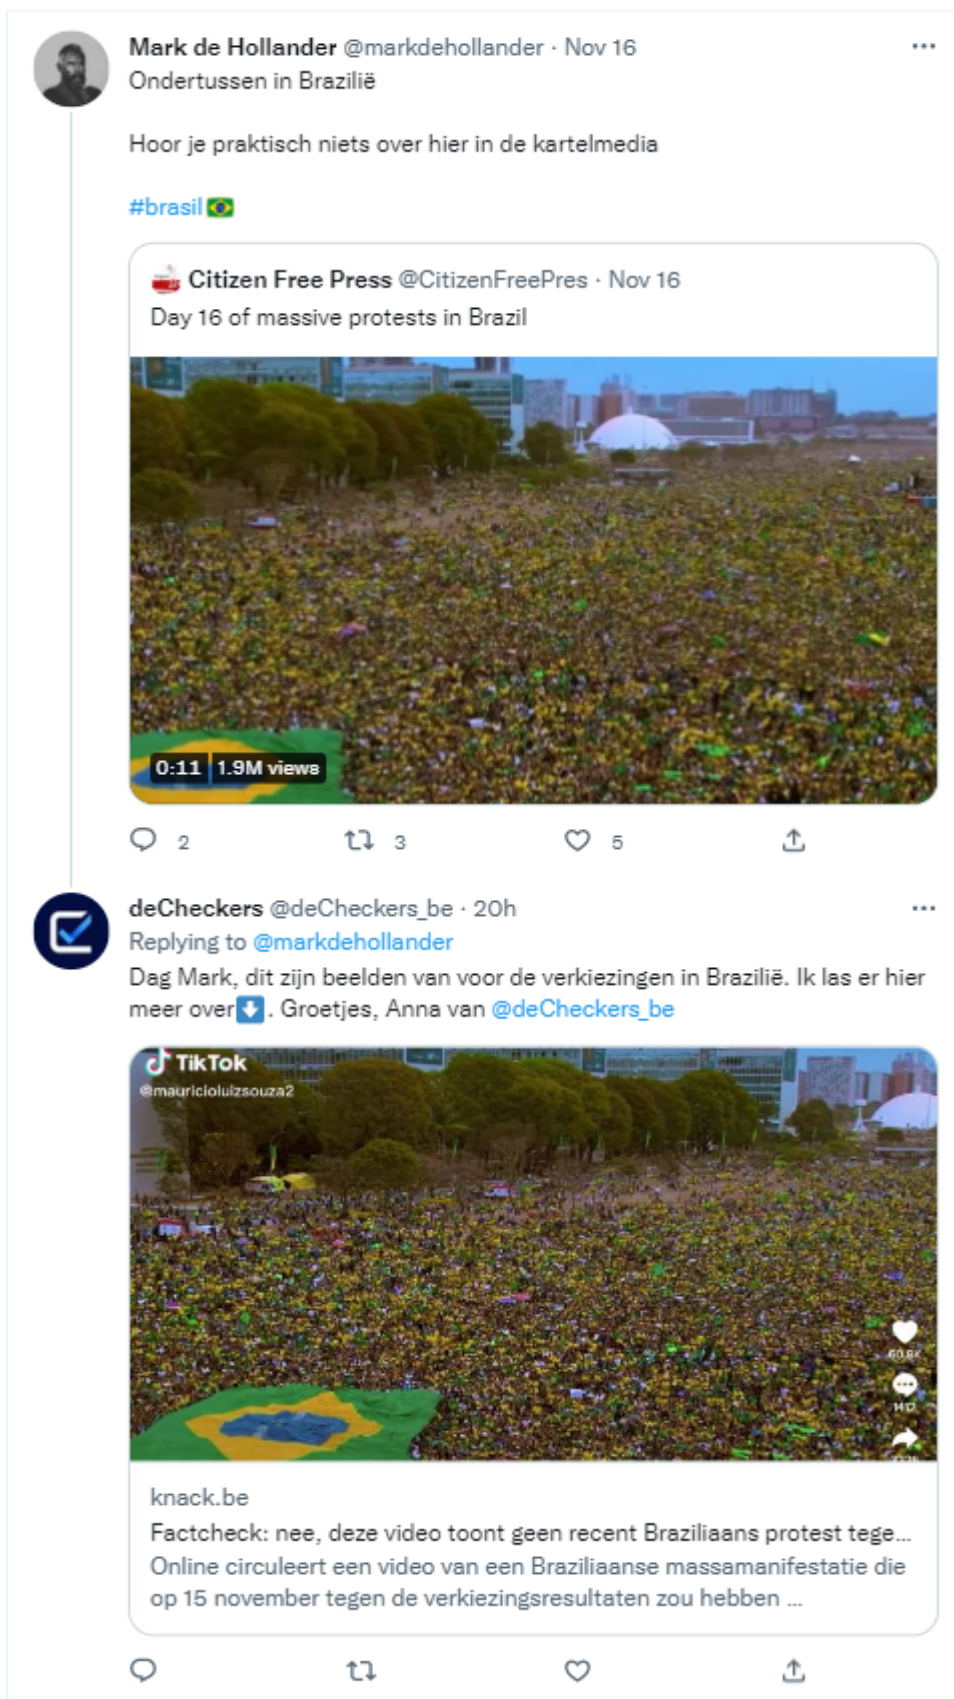 Mark de Hollander @markdehollander · Nov 16
Ondertussen in Brazilië
Hoor je praktisch niets over hier in de kartelmedia
#brasil
Citizen Free Press @CitizenFreePres · Nov 16
Day 16 of massive protests in Brazil
0:11 1.9M views
2 3 5
deCheckers @deCheckers_be · 20h
Replying to @markdehollander
Dag Mark, dit zijn beelden van voor de verkiezingen in Brazilië. Ik las er hier
meer over. Groetjes, Anna van @deCheckers_be
TikTok
@mauricioluizsouza2
60.8K
knack.be
Factcheck: nee, deze video toont geen recent Braziliaans protest tege...
Online circuleert een video van een Braziliaanse massamanifestatie die
op 15 november tegen de verkiezingsresultaten zou hebben ...